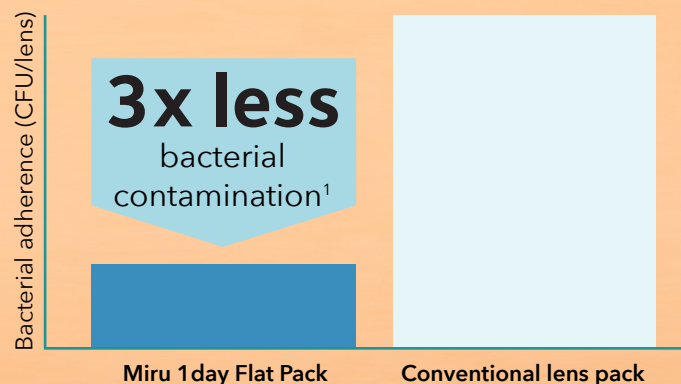 Bacterial adherence (CFU/lens)
3x less
bacterial
contamination¹
Miru 1day Flat Pack
Conventional lens pack